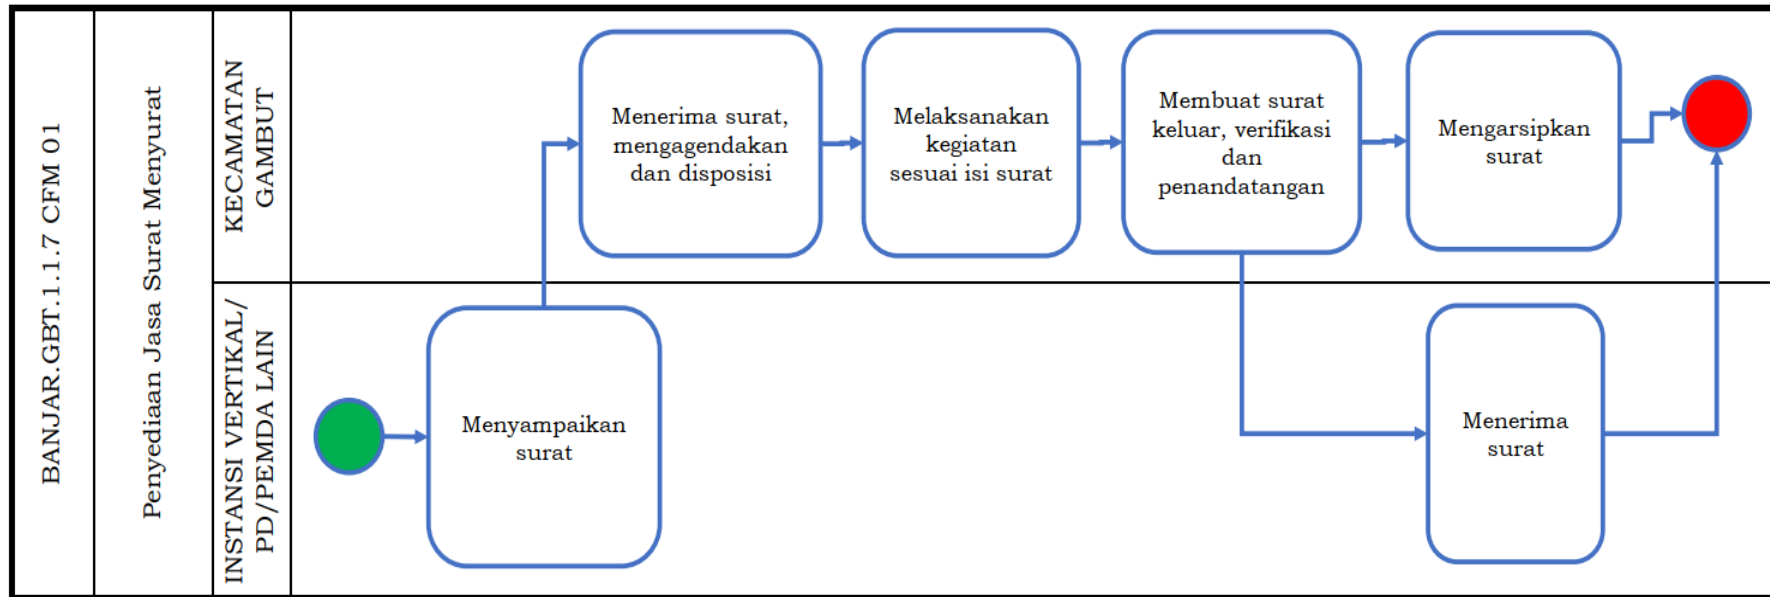 BANJAR.GBT.1.1.7 CFM 01
Penyediaan Jasa Surat Menyurat
KECAMATAN
GAMBUT
Menerima surat,
mengagendakan
dan disposisi
Melaksanakan
kegiatan
sesuai isi surat
Membuat surat
keluar, verifikasi
dan
penandatangan
Mengarsipkan
surat
INSTANSI VERTIKAL/
PD/PEMDA LAIN
Menyampaikan
surat
Menerima
surat